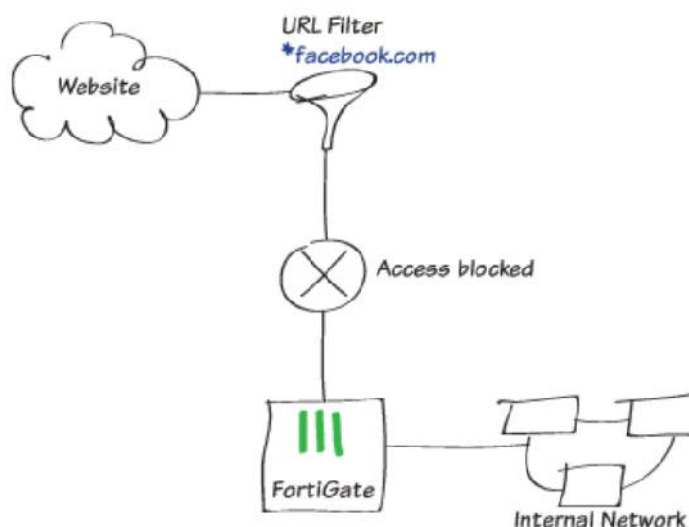 URL Filter
*facebook.com
Website
Access blocked
FortiGate
Internal Network